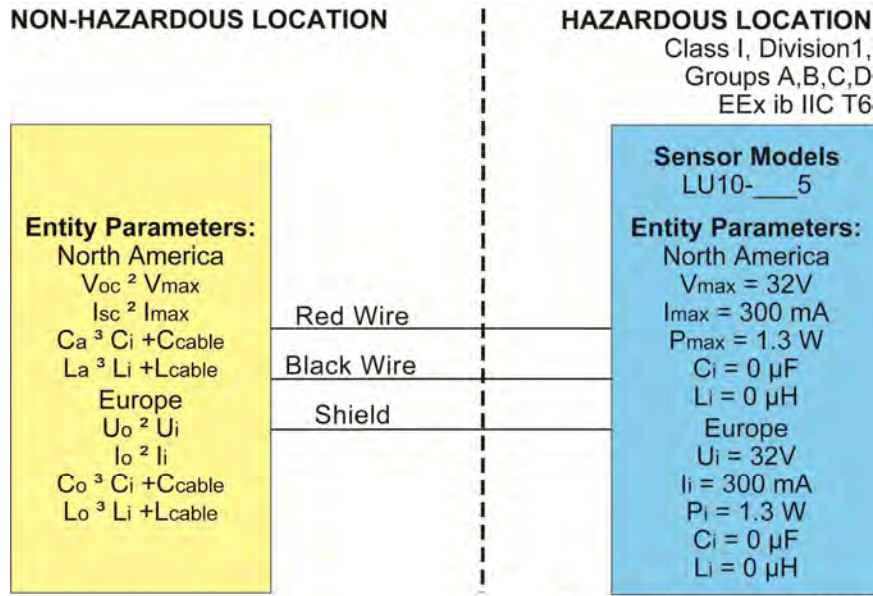 NON-HAZARDOUS LOCATION
HAZARDOUS LOCATION
Class I, Division1,
Groups A,B,C,D
EEx ib IIC T6
Entity Parameters:
North America
Voc ² Vmax
Isc ² Imax
Ca ³ Ci +Ccable
La ³ Li +Lcable
Europe
Uo ² Ui
Io ² Ii
Co ³ Ci +Ccable
Lo ³ Li +Lcable
Red Wire
Black Wire
Shield
Sensor Models
LU10-___5
Entity Parameters:
North America
Vmax = 32V
Imax = 300 mA
Pmax = 1.3 W
Ci = 0 µF
Li = 0 µH
Europe
Ui = 32V
Ii = 300 mA
Pi = 1.3 W
Ci = 0 µF
Li = 0 µH